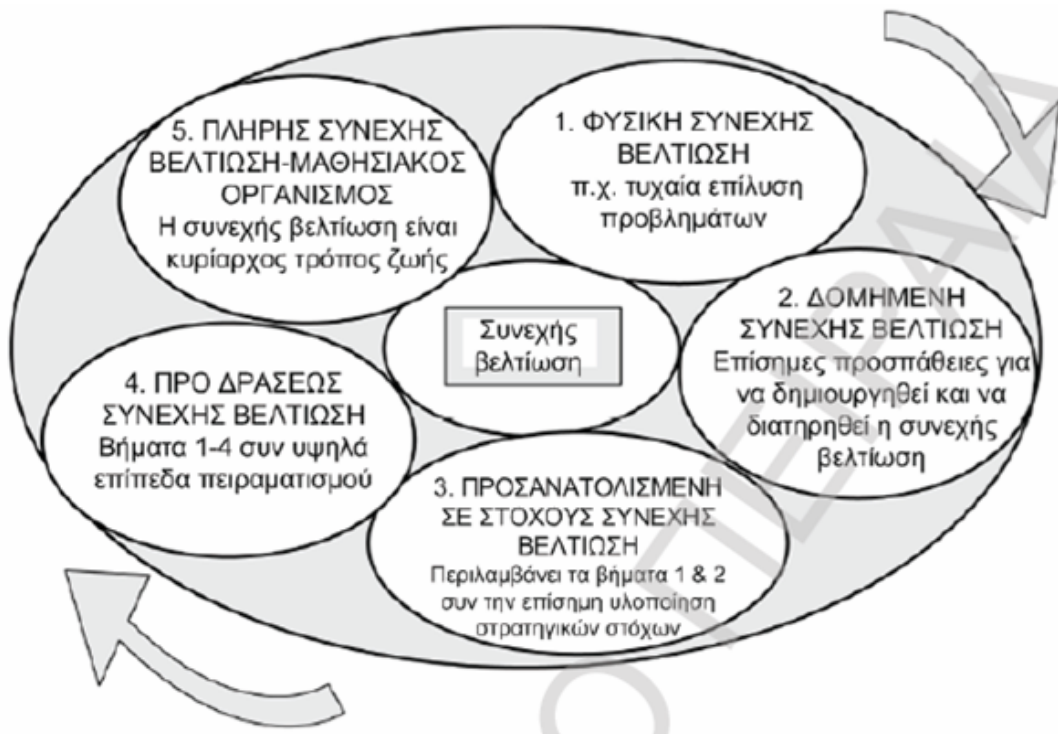 1. ΦΥΣΙΚΗ ΣΥΝΕΧΗΣ
ΒΕΛΤΙΩΣΗ
π.χ. τυχαία επίλυση
προβλημάτων
2. ΔΟΜΗΜΕΝΗ
ΣΥΝΕΧΗΣ ΒΕΛΤΙΩΣΗ
Επίσημες προσπάθειες για
να δημιουργηθεί και να
διατηρηθεί η συνεχής
βελτίωση
3. ΠΡΟΣΑΝΑΤΟΛΙΣΜΕΝΗ
ΣΕ ΣΤΟΧΟΥΣ ΣΥΝΕΧΗΣ
ΒΕΛΤΙΩΣΗ
Περιλαμβάνει τα βήματα 1 & 2
συν την επίσημη υλοποίηση
στρατηγικών στόχων
4. ΠΡΟ ΔΡΑΣΕΩΣ
ΣΥΝΕΧΗΣ ΒΕΛΤΙΩΣΗ
Βήματα 1-4 συν υψηλά
επίπεδα πειραματισμού
5. ΠΛΗΡΗΣ ΣΥΝΕΧΗΣ
ΒΕΛΤΙΩΣΗ-ΜΑΘΗΣΙΑΚΟΣ
ΟΡΓΑΝΙΣΜΟΣ
Η συνεχής βελτίωση είναι
κυρίαρχος τρόπος ζωής
Συνεχής
βελτίωση